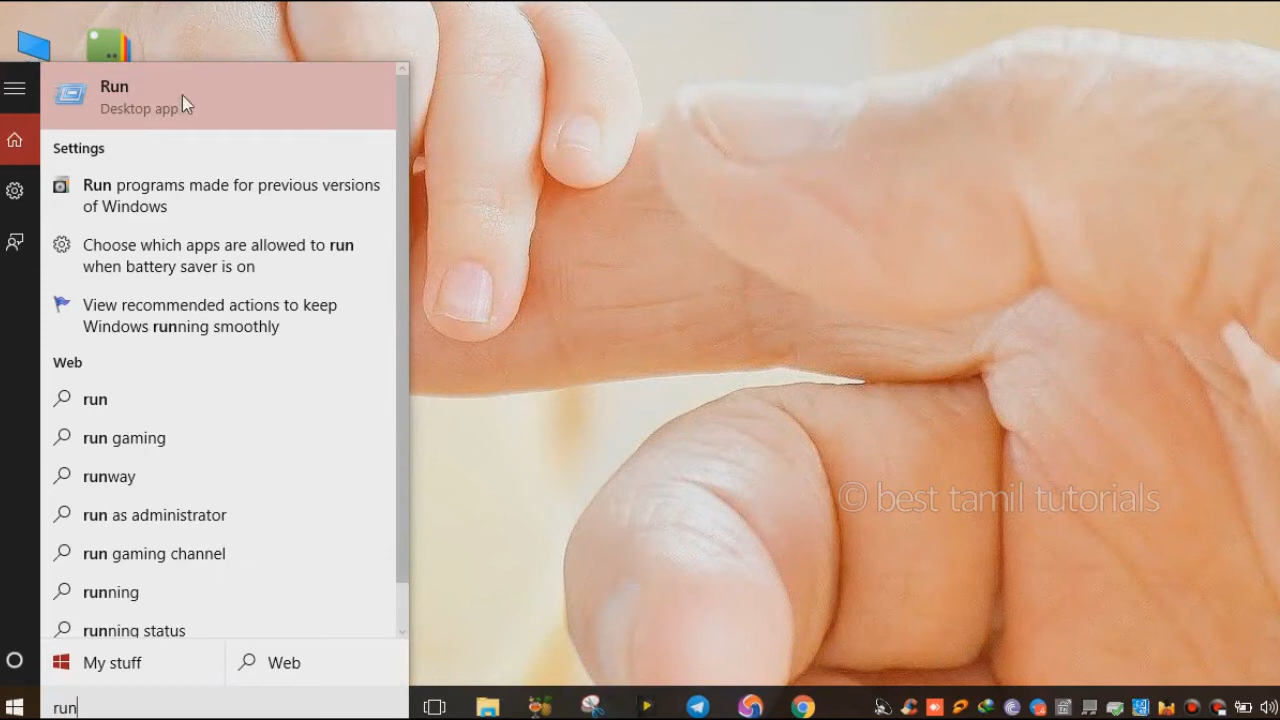 Run
Desktop app
Settings
Run programs made for previous versions
of Windows
Choose which apps are allowed to run
when battery saver is on
View recommended actions to keep
Windows running smoothly
Web
run
run gaming
runway
run as administrator
run gaming channel
running
running status
My stuff
Web
run
© best tamil tutorials